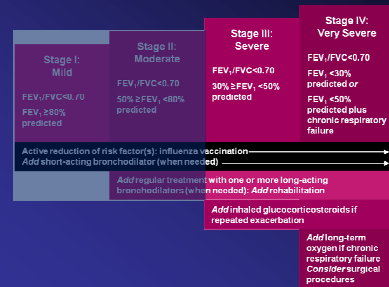 Stage I:
Mild
FEV1/FVC<0.70
FEV1 ≥80%
predicted
Stage II:
Moderate
FEV1/FVC<0.70
50% ≥FEV1 <80%
predicted
Stage III:
Severe
FEV1/FVC<0.70
30% ≥FEV1 <50%
predicted
Stage IV:
Very Severe
FEV1/FVC<0.70
FEV1 <30%
predicted or
FEV1 <50%
predicted plus
chronic respiratory
failure
Active reduction of risk factor(s): influenza vaccination
Add short-acting bronchodilator (when needed)
Add regular treatment with one or more long-acting
bronchodilators (when needed): Add rehabilitation
Add inhaled glucocorticosteroids if
repeated exacerbation
Add long-term
oxygen if chronic
respiratory failure
Consider surgical
procedures